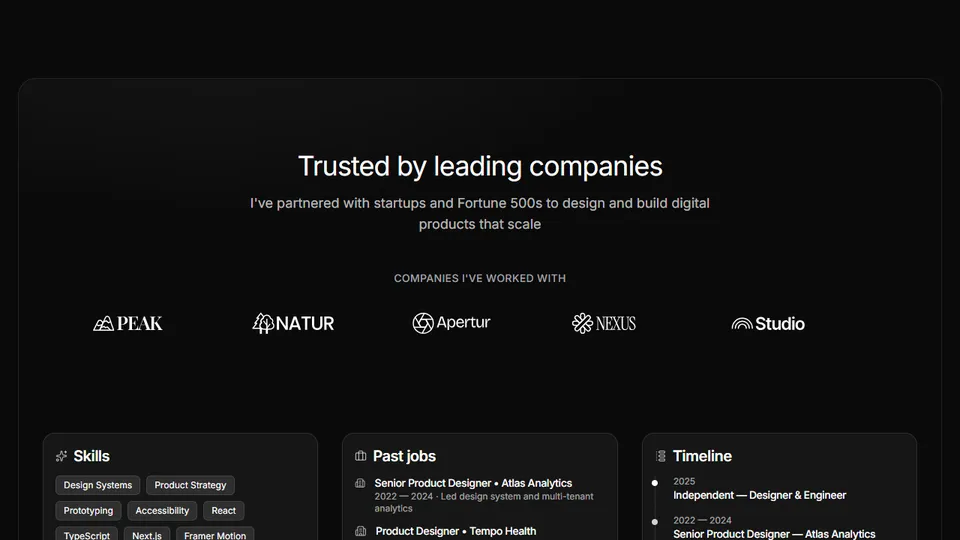 Trusted by leading companies
I've partnered with startups and Fortune 500s to design and build digital
products that scale
COMPANIES I'VE WORKED WITH
PEAK
NATUR
Apertur
NEXUS
Studio
Skills
Design Systems
Product Strategy
Prototyping
Accessibility
React
TypeScript
Next.js
Framer Motion
Past jobs
Senior Product Designer • Atlas Analytics
2022 — 2024 · Led design system and multi-tenant
analytics
Product Designer • Tempo Health
Timeline
2025
Independent — Designer & Engineer
2022 — 2024
Senior Product Designer — Atlas Analytics